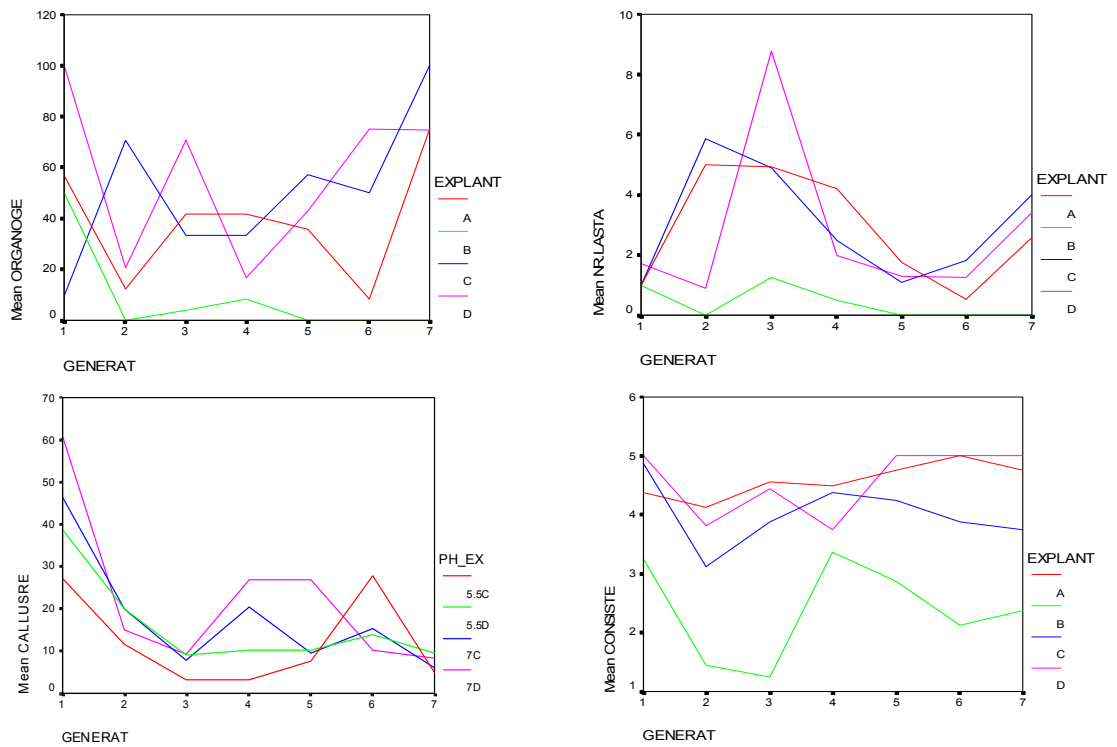 120
100
80
60
40
20
0
Mean ORGANOGE
1 2 3 4 5 6 7
GENERAT
EXPLANT
A
B
C
D
10
8
6
4
2
0
Mean NR.LASTA
1 2 3 4 5 6 7
GENERAT
EXPLANT
A
B
C
D
70
60
50
40
30
20
10
0
Mean CALLUSRE
1 2 3 4 5 6 7
GENERAT
PH_EX
5.5C
5.5D
7C
7D
6
5
4
3
2
1
Mean CONSISTE
1 2 3 4 5 6 7
GENERAT
EXPLANT
A
B
C
D